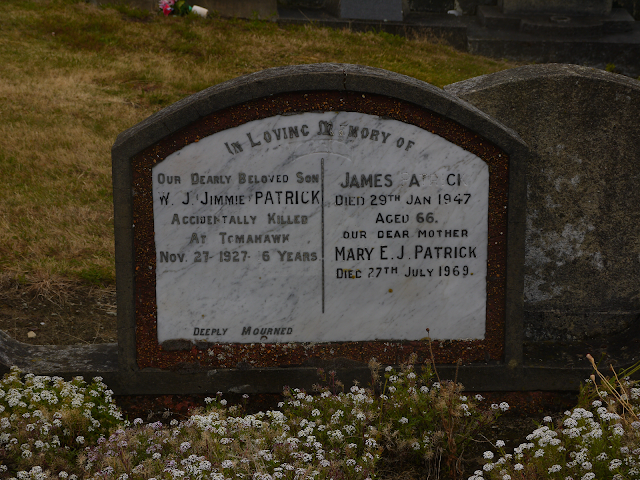 IN LOVING MEMORY OF
OUR DEARLY BELOVED SON
W. J. (JIMMIE) PATRICK
ACCIDENTALLY KILLED
AT TOMAHAWK
NOV. 27. 1927. 6 YEARS.
DEEPLY MOURNED
JAMES
DIED 29TH JAN 1947
AGED 66.
OUR DEAR MOTHER
MARY E. J. PATRICK
DIED 27TH JULY 1969.